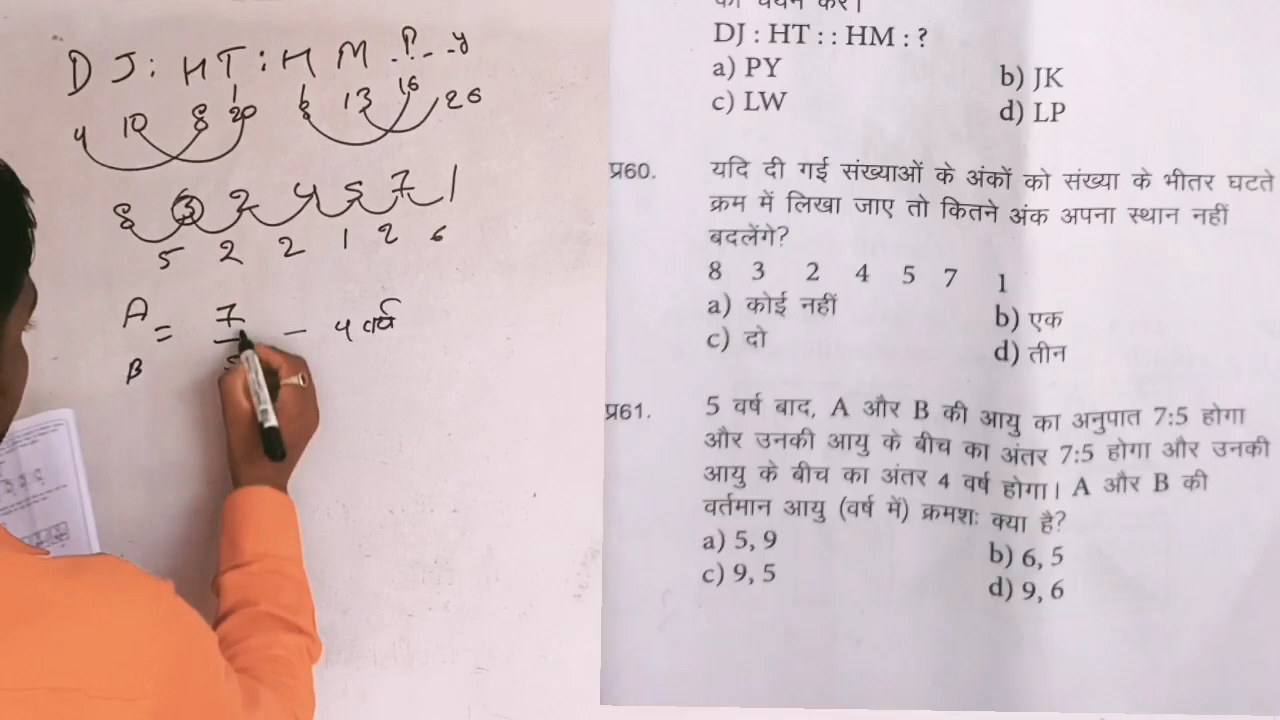 D J : H T : H M . ? . - . y
4 10 8 20 13 16 26
8 3 2 4 5 7 1
5 2 2 1 2 6
A = 7 — 4 वर्ष
B
का चयन करें।
DJ : HT : : HM : ?
a) PY b) JK
c) LW d) LP
प्र60. यदि दी गई संख्याओं के अंकों को संख्या के भीतर घटते
क्रम में लिखा जाए तो कितने अंक अपना स्थान नहीं
बदलेंगे?
8 3 2 4 5 7 1
a) कोई नहीं b) एक
c) दो d) तीन
प्र61. 5 वर्ष बाद, A और B की आयु का अनुपात 7:5 होगा
और उनकी आयु के बीच का अंतर 7:5 होगा और उनकी
आयु के बीच का अंतर 4 वर्ष होगा। A और B की
वर्तमान आयु (वर्ष में) क्रमशः क्या है?
a) 5, 9 b) 6, 5
c) 9, 5 d) 9, 6